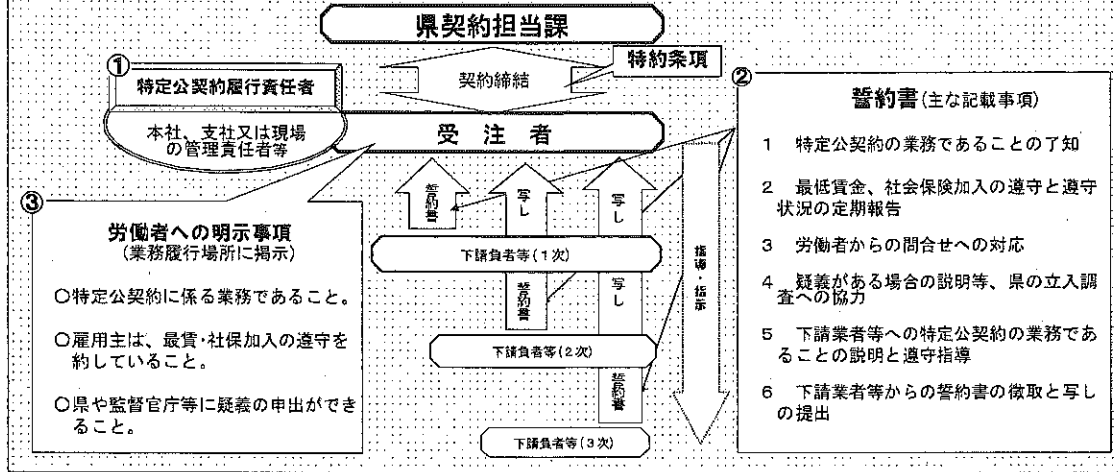 県契約担当課
契約締結
特約条項
①
特定公契約履行責任者
本社、支社又は現場
の管理責任者等
受注者
②
誓約書(主な記載事項)
1 特定公契約の業務であることの了知
2 最低賃金、社会保険加入の遵守と遵守
状況の定期報告
3 労働者からの問合せへの対応
4 疑義がある場合の説明等、県の立入調
査への協力
5 下請業者等への特定公契約の業務であ
ることの説明と遵守指導
6 下請業者等からの誓約書の徴取と写し
の提出
③
労働者への明示事項
(業務履行場所に掲示)
○特定公契約に係る業務であること。
○雇用主は、最賃・社保加入の遵守を
約していること。
○県や監督官庁等に疑義の申出ができ
ること。
誓約書
写し
写し
下請負者等(1次)
誓約書
写し
下請負者等(2次)
誓約書
下請負者等(3次)
指導・指示